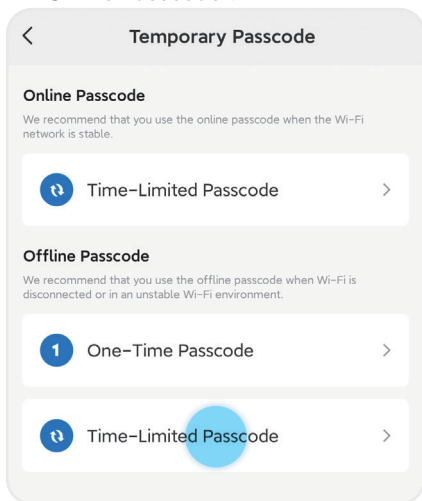 Temporary Passcode
Online Passcode
We recommend that you use the online passcode when the Wi-Fi
network is stable.
Time-Limited Passcode
Offline Passcode
We recommend that you use the offline passcode when Wi-Fi is
disconnected or in an unstable Wi-Fi environment.
1 One-Time Passcode
Time-Limited Passcode